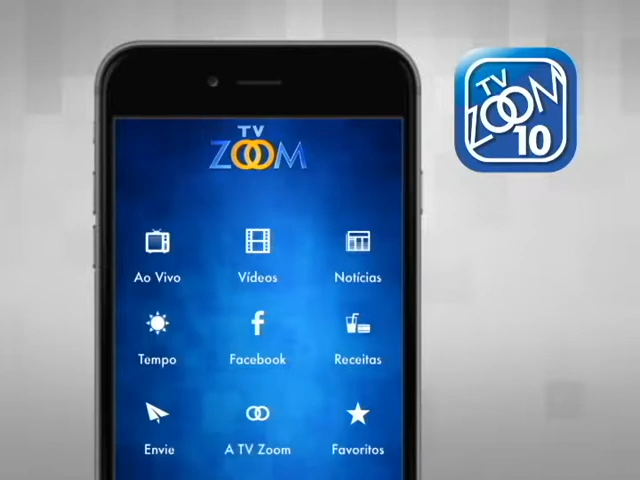 TV
ZOOM
TV
ZOOM
10
Ao Vivo
Vídeos
Notícias
Tempo
Facebook
Receitas
Envie
A TV Zoom
Favoritos